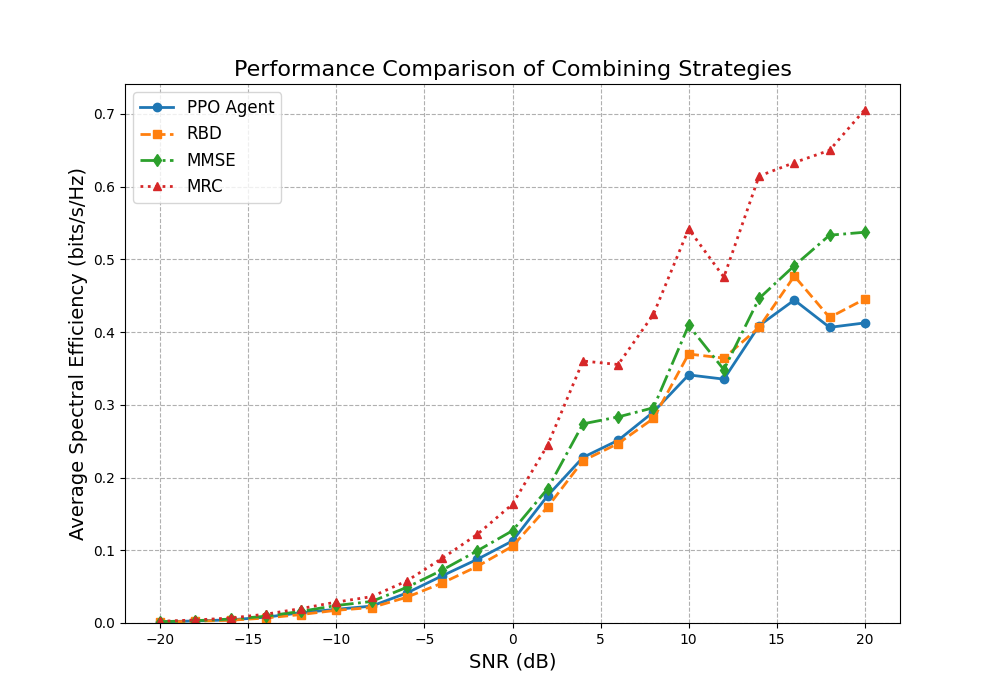 Performance Comparison of Combining Strategies
PPO Agent
RBD
MMSE
MRC
Average Spectral Efficiency (bits/s/Hz)
0.7
0.6
0.5
0.4
0.3
0.2
0.1
0.0
−20 −15 −10 −5 0 5 10 15 20
SNR (dB)